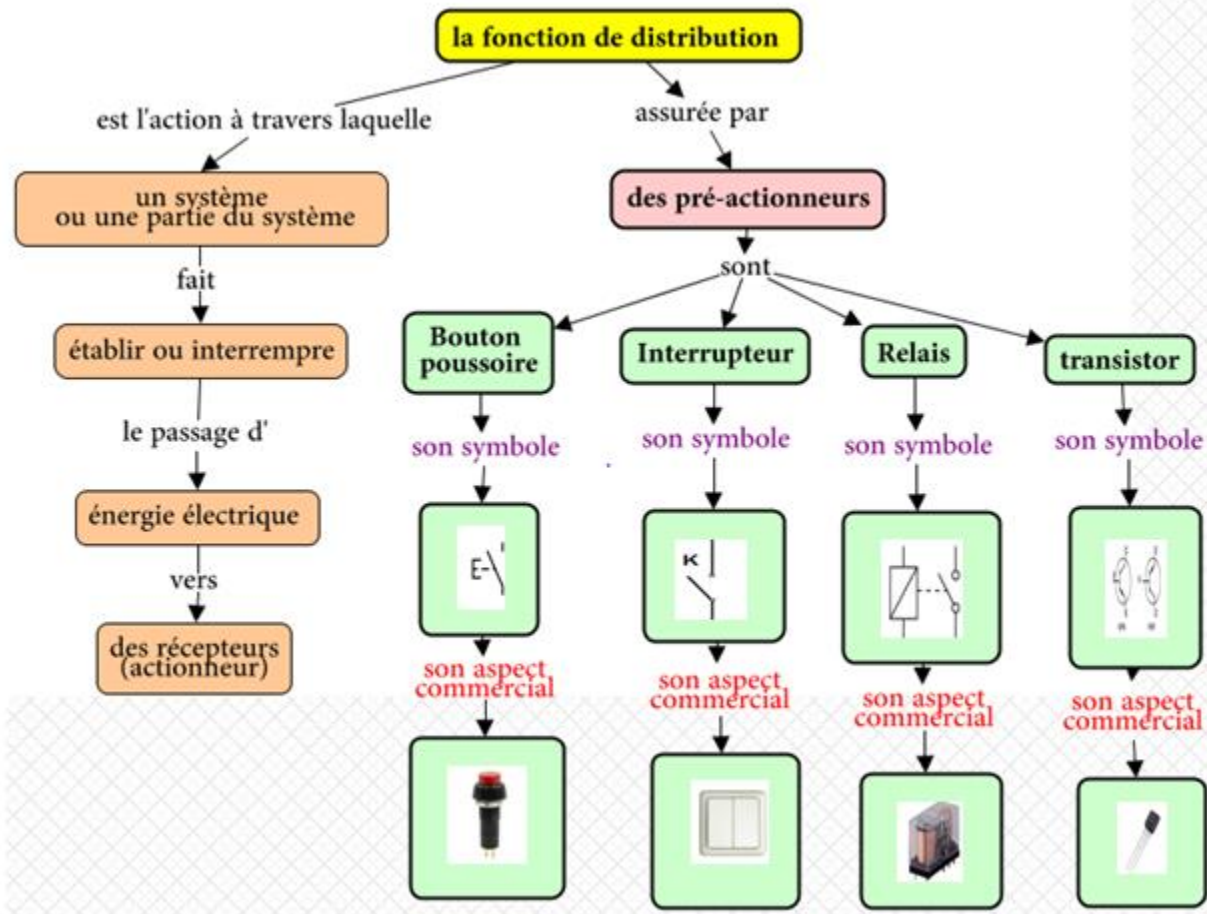 la fonction de distribution
est l'action à travers laquelle
assurée par
un système
ou une partie du système
des pré-actionneurs
fait
sont
établir ou interrempre
Bouton
poussoire
Interrupteur
Relais
transistor
le passage d'
son symbole
son symbole
son symbole
son symbole
énergie électrique
E
K
vers
des récepteurs
(actionneur)
son aspect
commercial
son aspect
commercial
son aspect
commercial
son aspect
commercial